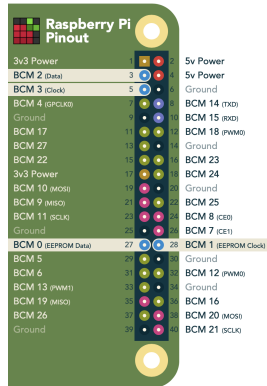 Raspberry Pi
Pinout
3v3 Power 1 2 5v Power
BCM 2 (Data) 3 4 5v Power
BCM 3 (Clock) 5 6 Ground
BCM 4 (GPCLK0) 7 8 BCM 14 (TXD)
Ground 9 10 BCM 15 (RXD)
BCM 17 11 12 BCM 18 (PWM0)
BCM 27 13 14 Ground
BCM 22 15 16 BCM 23
3v3 Power 17 18 BCM 24
BCM 10 (MOSI) 19 20 Ground
BCM 9 (MISO) 21 22 BCM 25
BCM 11 (SCLK) 23 24 BCM 8 (CE0)
Ground 25 26 BCM 7 (CE1)
BCM 0 (EEPROM Data) 27 28 BCM 1 (EEPROM Clock)
BCM 5 29 30 Ground
BCM 6 31 32 BCM 12 (PWM0)
BCM 13 (PWM1) 33 34 Ground
BCM 19 (MISO) 35 36 BCM 16
BCM 26 37 38 BCM 20 (MOSI)
Ground 39 40 BCM 21 (SCLK)